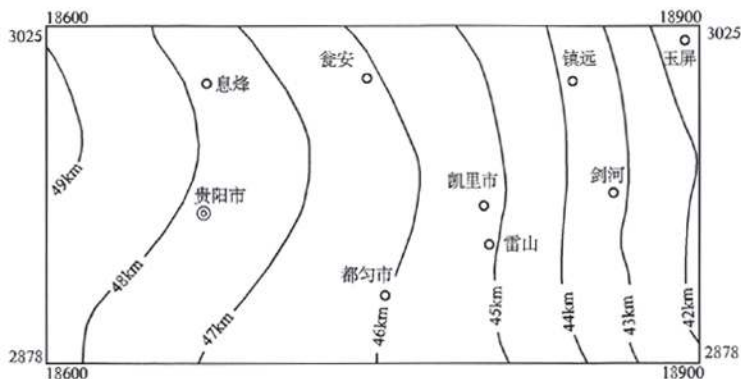 18600
18900
3025
3025
瓮安
镇远
玉屏
息烽
49km
贵阳市
凯里市
剑河
雷山
48km
都匀市
47km
46km
45km
44km
43km
42km
2878
2878
18600
18900